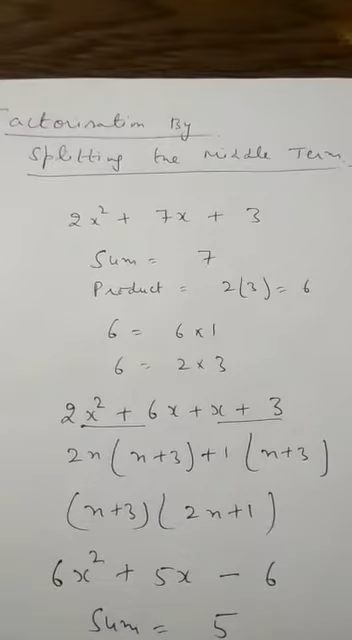 Factorisation By
Splitting the Middle Term
2x² + 7x + 3
Sum = 7
Product = 2(3) = 6
6 = 6 x 1
6 = 2 x 3
2x² + 6x + x + 3
2x(x+3)+1(x+3)
(x+3)(2x+1)
6x² + 5x - 6
Sum = 5